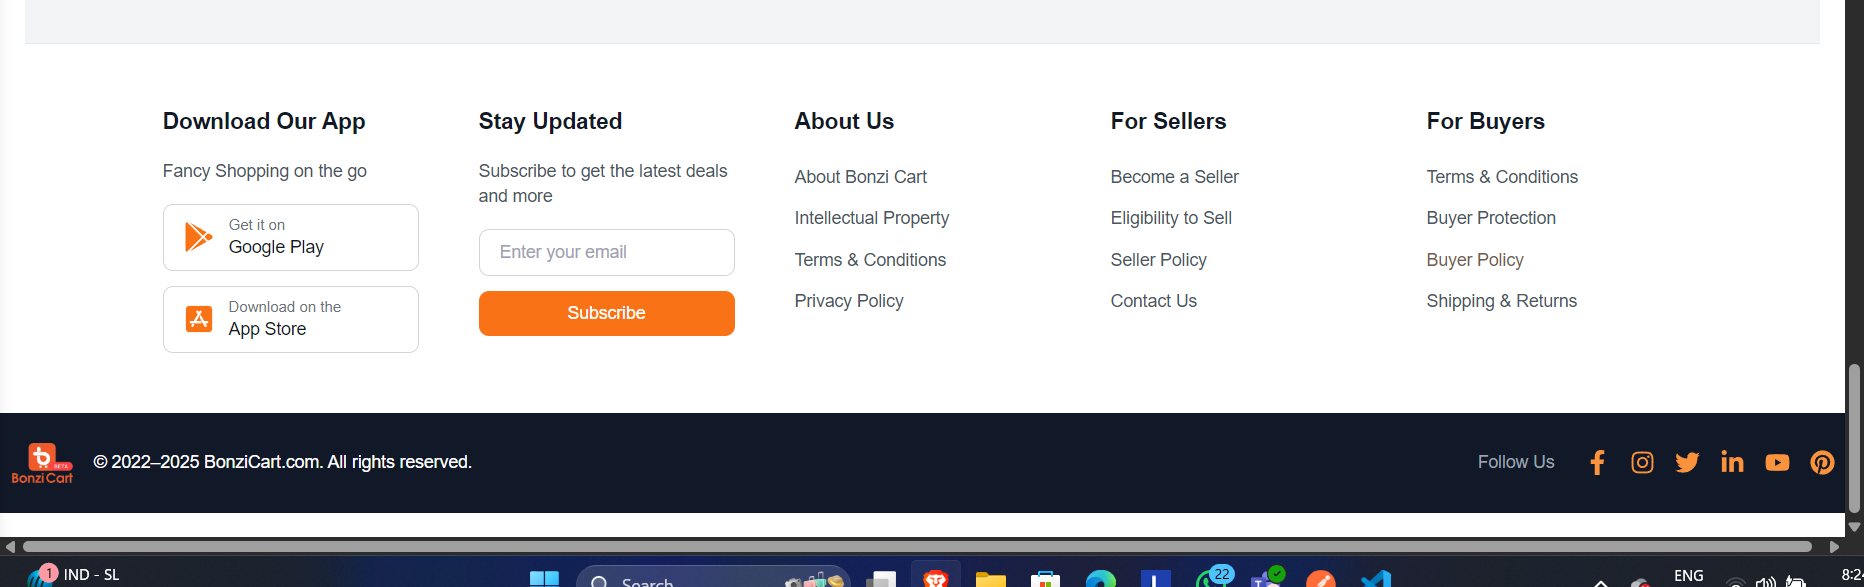 Download Our App
Fancy Shopping on the go
Get it on
Google Play
Download on the
App Store
Stay Updated
Subscribe to get the latest deals
and more
Enter your email
Subscribe
About Us
About Bonzi Cart
Intellectual Property
Terms & Conditions
Privacy Policy
For Sellers
Become a Seller
Eligibility to Sell
Seller Policy
Contact Us
For Buyers
Terms & Conditions
Buyer Protection
Buyer Policy
Shipping & Returns
BETA
Bonzi Cart
© 2022–2025 BonziCart.com. All rights reserved.
Follow Us
1
IND - SL
Search
22
ENG
8:2